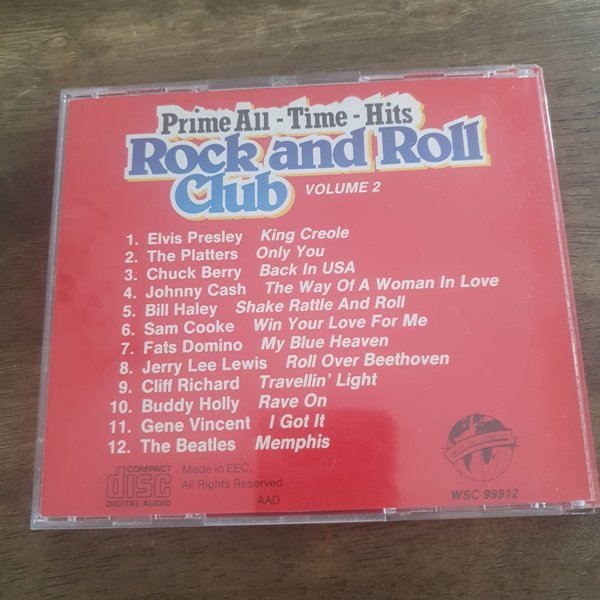 Prime All - Time - Hits
Rock and Roll
Club VOLUME 2
1. Elvis Presley King Creole
2. The Platters Only You
3. Chuck Berry Back In USA
4. Johnny Cash The Way Of A Woman In Love
5. Bill Haley Shake Rattle And Roll
6. Sam Cooke Win Your Love For Me
7. Fats Domino My Blue Heaven
8. Jerry Lee Lewis Roll Over Beethoven
9. Cliff Richard Travellin' Light
10. Buddy Holly Rave On
11. Gene Vincent I Got It
12. The Beatles Memphis
COMPACT
disc
DIGITAL AUDIO
Made in EEC,
All Rights Reserved
AAD
WSC 99912